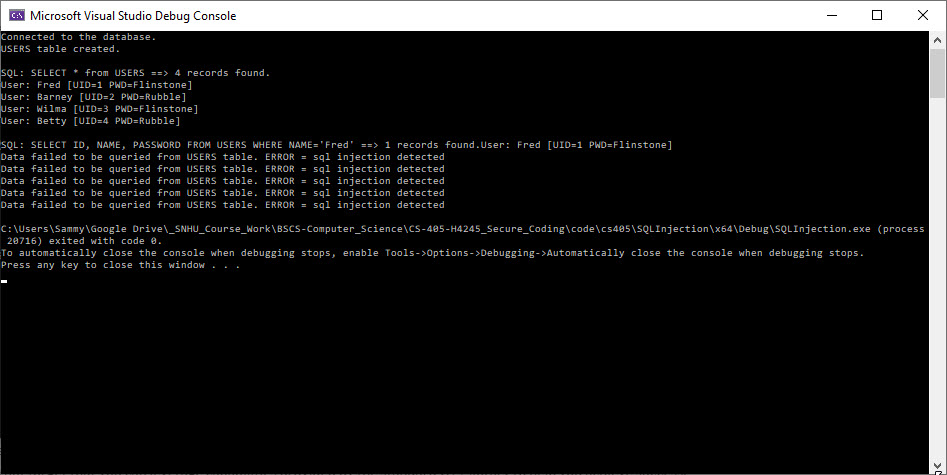 Microsoft Visual Studio Debug Console
Connected to the database.
USERS table created.
SQL: SELECT * from USERS ==> 4 records found.
User: Fred [UID=1 PWD=Flinstone]
User: Barney [UID=2 PWD=Rubble]
User: Wilma [UID=3 PWD=Flinstone]
User: Betty [UID=4 PWD=Rubble]
SQL: SELECT ID, NAME, PASSWORD FROM USERS WHERE NAME='Fred' ==> 1 records found.User: Fred [UID=1 PWD=Flinstone]
Data failed to be queried from USERS table. ERROR = sql injection detected
Data failed to be queried from USERS table. ERROR = sql injection detected
Data failed to be queried from USERS table. ERROR = sql injection detected
Data failed to be queried from USERS table. ERROR = sql injection detected
Data failed to be queried from USERS table. ERROR = sql injection detected
C:\Users\Sammy\Google Drive\_SNHU_Course_Work\BSCS-Computer_Science\CS-405-H4245_Secure_Coding\code\cs405\SQLInjection\x64\Debug\SQLInjection.exe (process
20716) exited with code 0.
To automatically close the console when debugging stops, enable Tools->Options->Debugging->Automatically close the console when debugging stops.
Press any key to close this window . . .